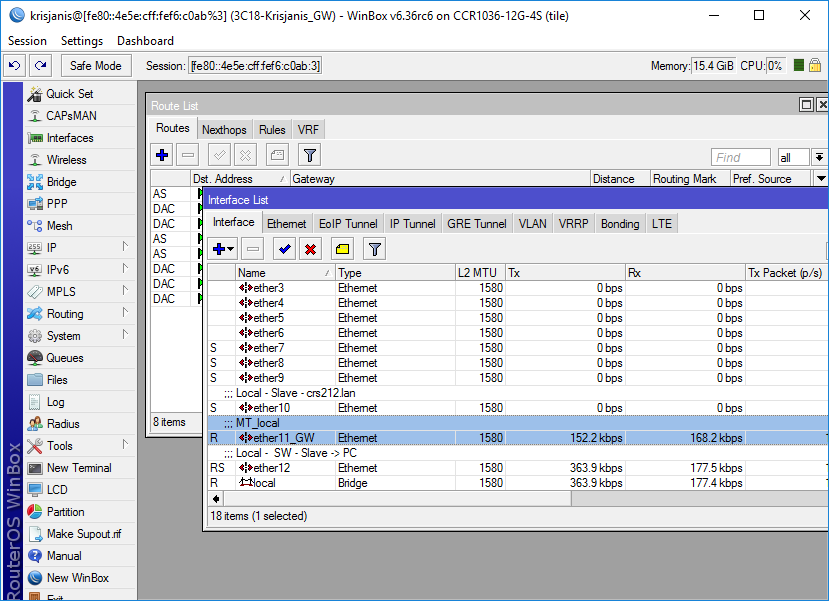 krisjanis@[fe80::4e5e:cff:fef6:c0ab%3] (3C18-Krisjanis_GW) - WinBox v6.36rc6 on CCR1036-12G-4S (tile)
Session Settings Dashboard
Safe Mode Session: [fe80::4e5e:cff:fef6:c0ab:3] Memory: 15.4 GiB CPU: 0%
RouterOS WinBox
Quick Set
CAPsMAN
Interfaces
Wireless
Bridge
PPP
Mesh
IP
IPv6
MPLS
Routing
System
Queues
Files
Log
Radius
Tools
New Terminal
LCD
Partition
Make Supout.rif
Manual
New WinBox
Exit
Route List
Routes Nexthops Rules VRF
Find all
Dst. Address / Gateway Distance Routing Mark Pref. Source
AS
DAC
DAC
AS
AS
DAC
DAC
DAC
8 items
Interface List
Interface Ethernet EoIP Tunnel IP Tunnel GRE Tunnel VLAN VRRP Bonding LTE
Name / Type L2 MTU Tx Rx Tx Packet (p/s)
ether3 Ethernet 1580 0 bps 0 bps
ether4 Ethernet 1580 0 bps 0 bps
ether5 Ethernet 1580 0 bps 0 bps
ether6 Ethernet 1580 0 bps 0 bps
S ether7 Ethernet 1580 0 bps 0 bps
S ether8 Ethernet 1580 0 bps 0 bps
S ether9 Ethernet 1580 0 bps 0 bps
;;; Local - Slave - crs212.lan
S ether10 Ethernet 1580 0 bps 0 bps
;;; MT_local
R ether11_GW Ethernet 1580 152.2 kbps 168.2 kbps
;;; Local - SW - Slave -> PC
RS ether12 Ethernet 1580 363.9 kbps 177.5 kbps
R local Bridge 1580 363.9 kbps 177.4 kbps
18 items (1 selected)